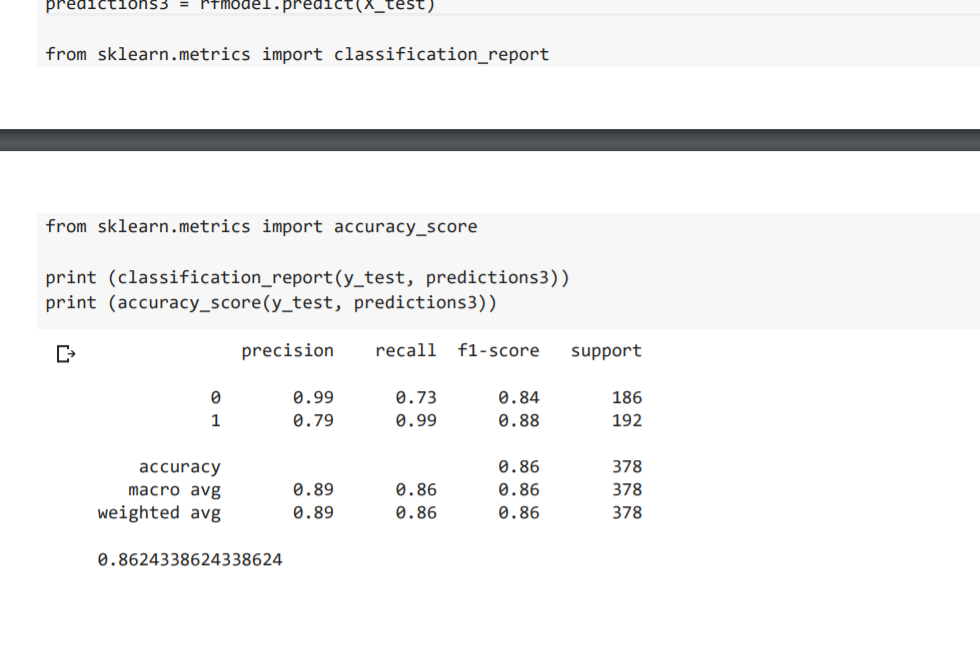 predictions3 = rfmodel.predict(X_test)
from sklearn.metrics import classification_report
from sklearn.metrics import accuracy_score
print (classification_report(y_test, predictions3))
print (accuracy_score(y_test, predictions3))
precision recall f1-score support
0 0.99 0.73 0.84 186
1 0.79 0.99 0.88 192
accuracy 0.86 378
macro avg 0.89 0.86 0.86 378
weighted avg 0.89 0.86 0.86 378
0.8624338624338624